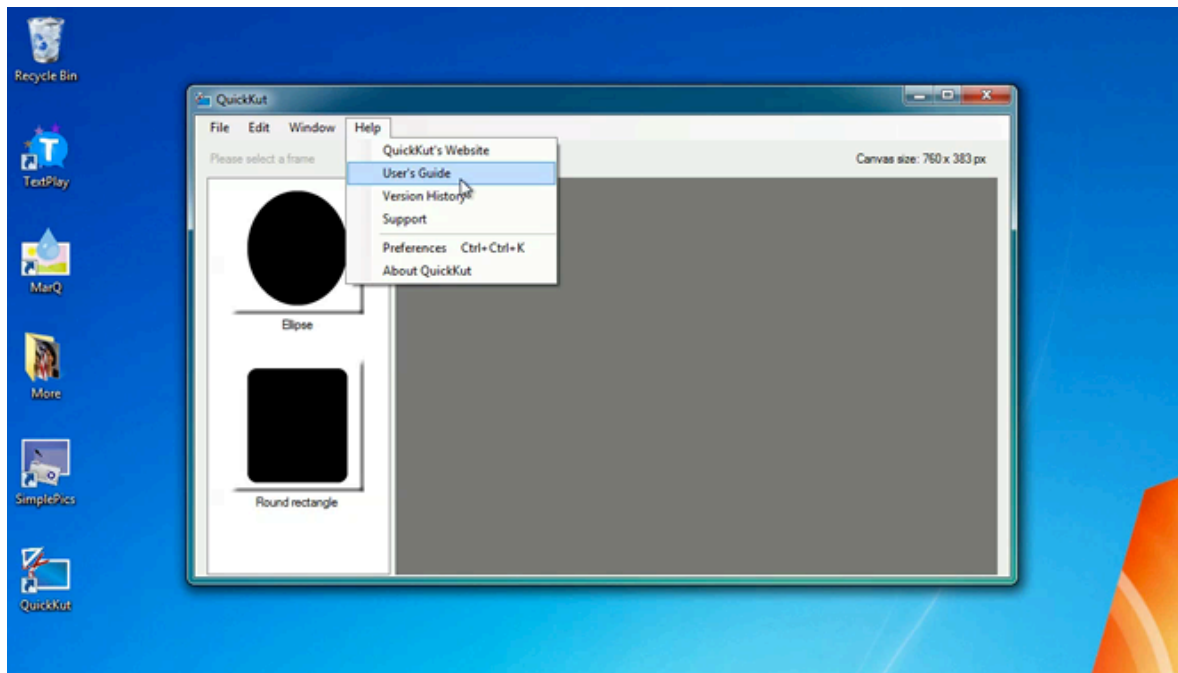 Recycle Bin
TextPlay
MarQ
More
SimplePics
QuickKut
QuickKut
File Edit Window Help
Please select a frame
Canvas size: 760 x 383 px
QuickKut's Website
User's Guide
Version History
Support
Preferences Ctrl+Ctrl+K
About QuickKut
Ellipse
Round rectangle